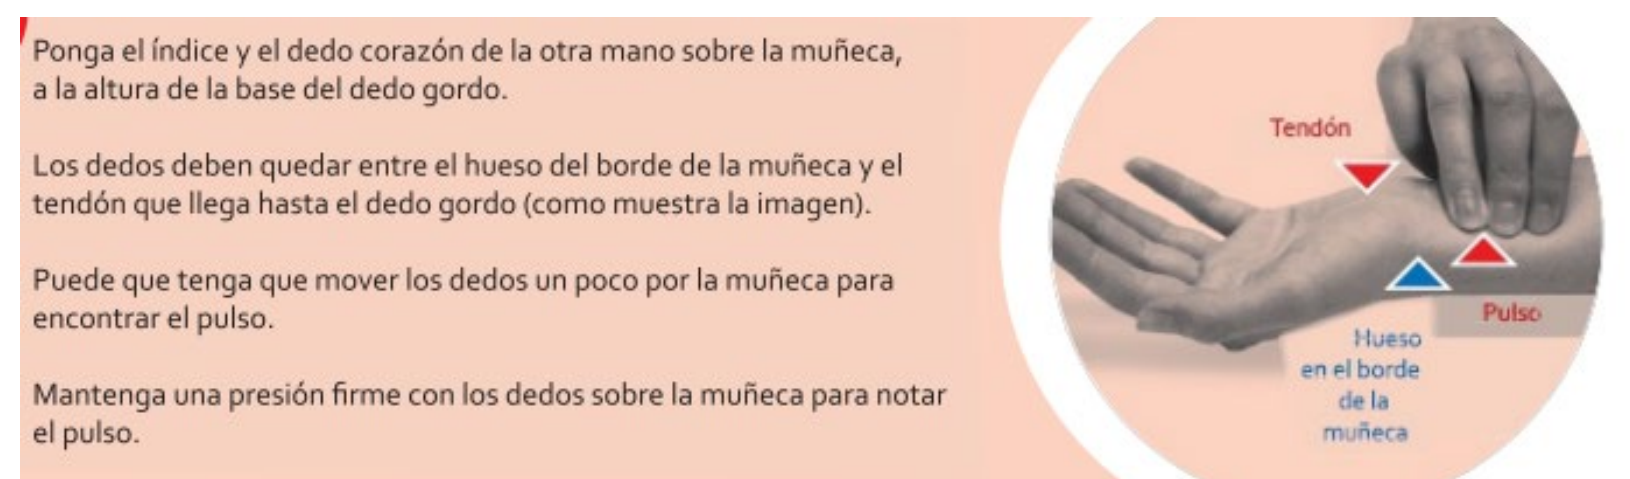 Ponga el índice y el dedo corazón de la otra mano sobre la muñeca,
a la altura de la base del dedo gordo.
Los dedos deben quedar entre el hueso del borde de la muñeca y el
tendón que llega hasta el dedo gordo (como muestra la imagen).
Puede que tenga que mover los dedos un poco por la muñeca para
encontrar el pulso.
Mantenga una presión firme con los dedos sobre la muñeca para notar
el pulso.
Tendón
Pulso
Hueso
en el borde
de la
muñeca